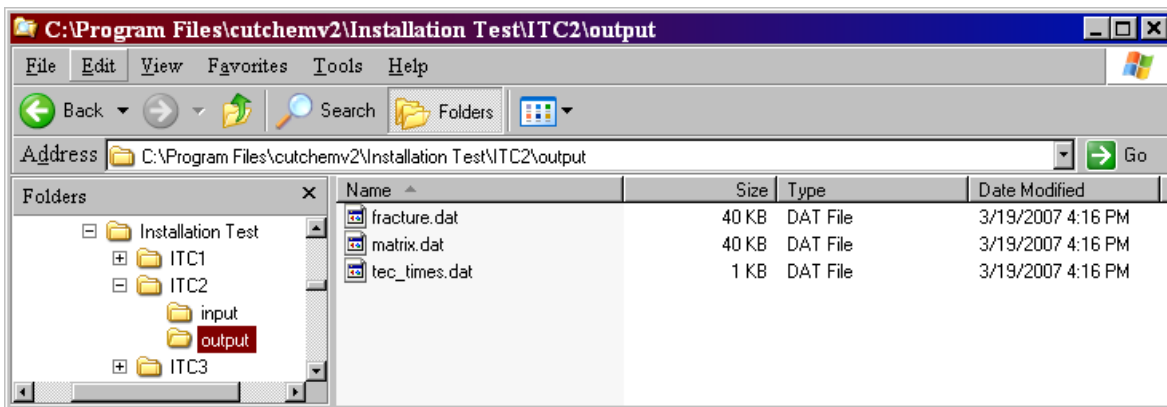 C:\Program Files\cutchemv2\Installation Test\ITC2\output
File Edit View Favorites Tools Help
Back Search Folders
Address C:\Program Files\cutchemv2\Installation Test\ITC2\output Go
Folders
Name Size Type Date Modified
Installation Test
ITC1
ITC2
input
output
ITC3
fracture.dat 40 KB DAT File 3/19/2007 4:16 PM
matrix.dat 40 KB DAT File 3/19/2007 4:16 PM
tec_times.dat 1 KB DAT File 3/19/2007 4:16 PM